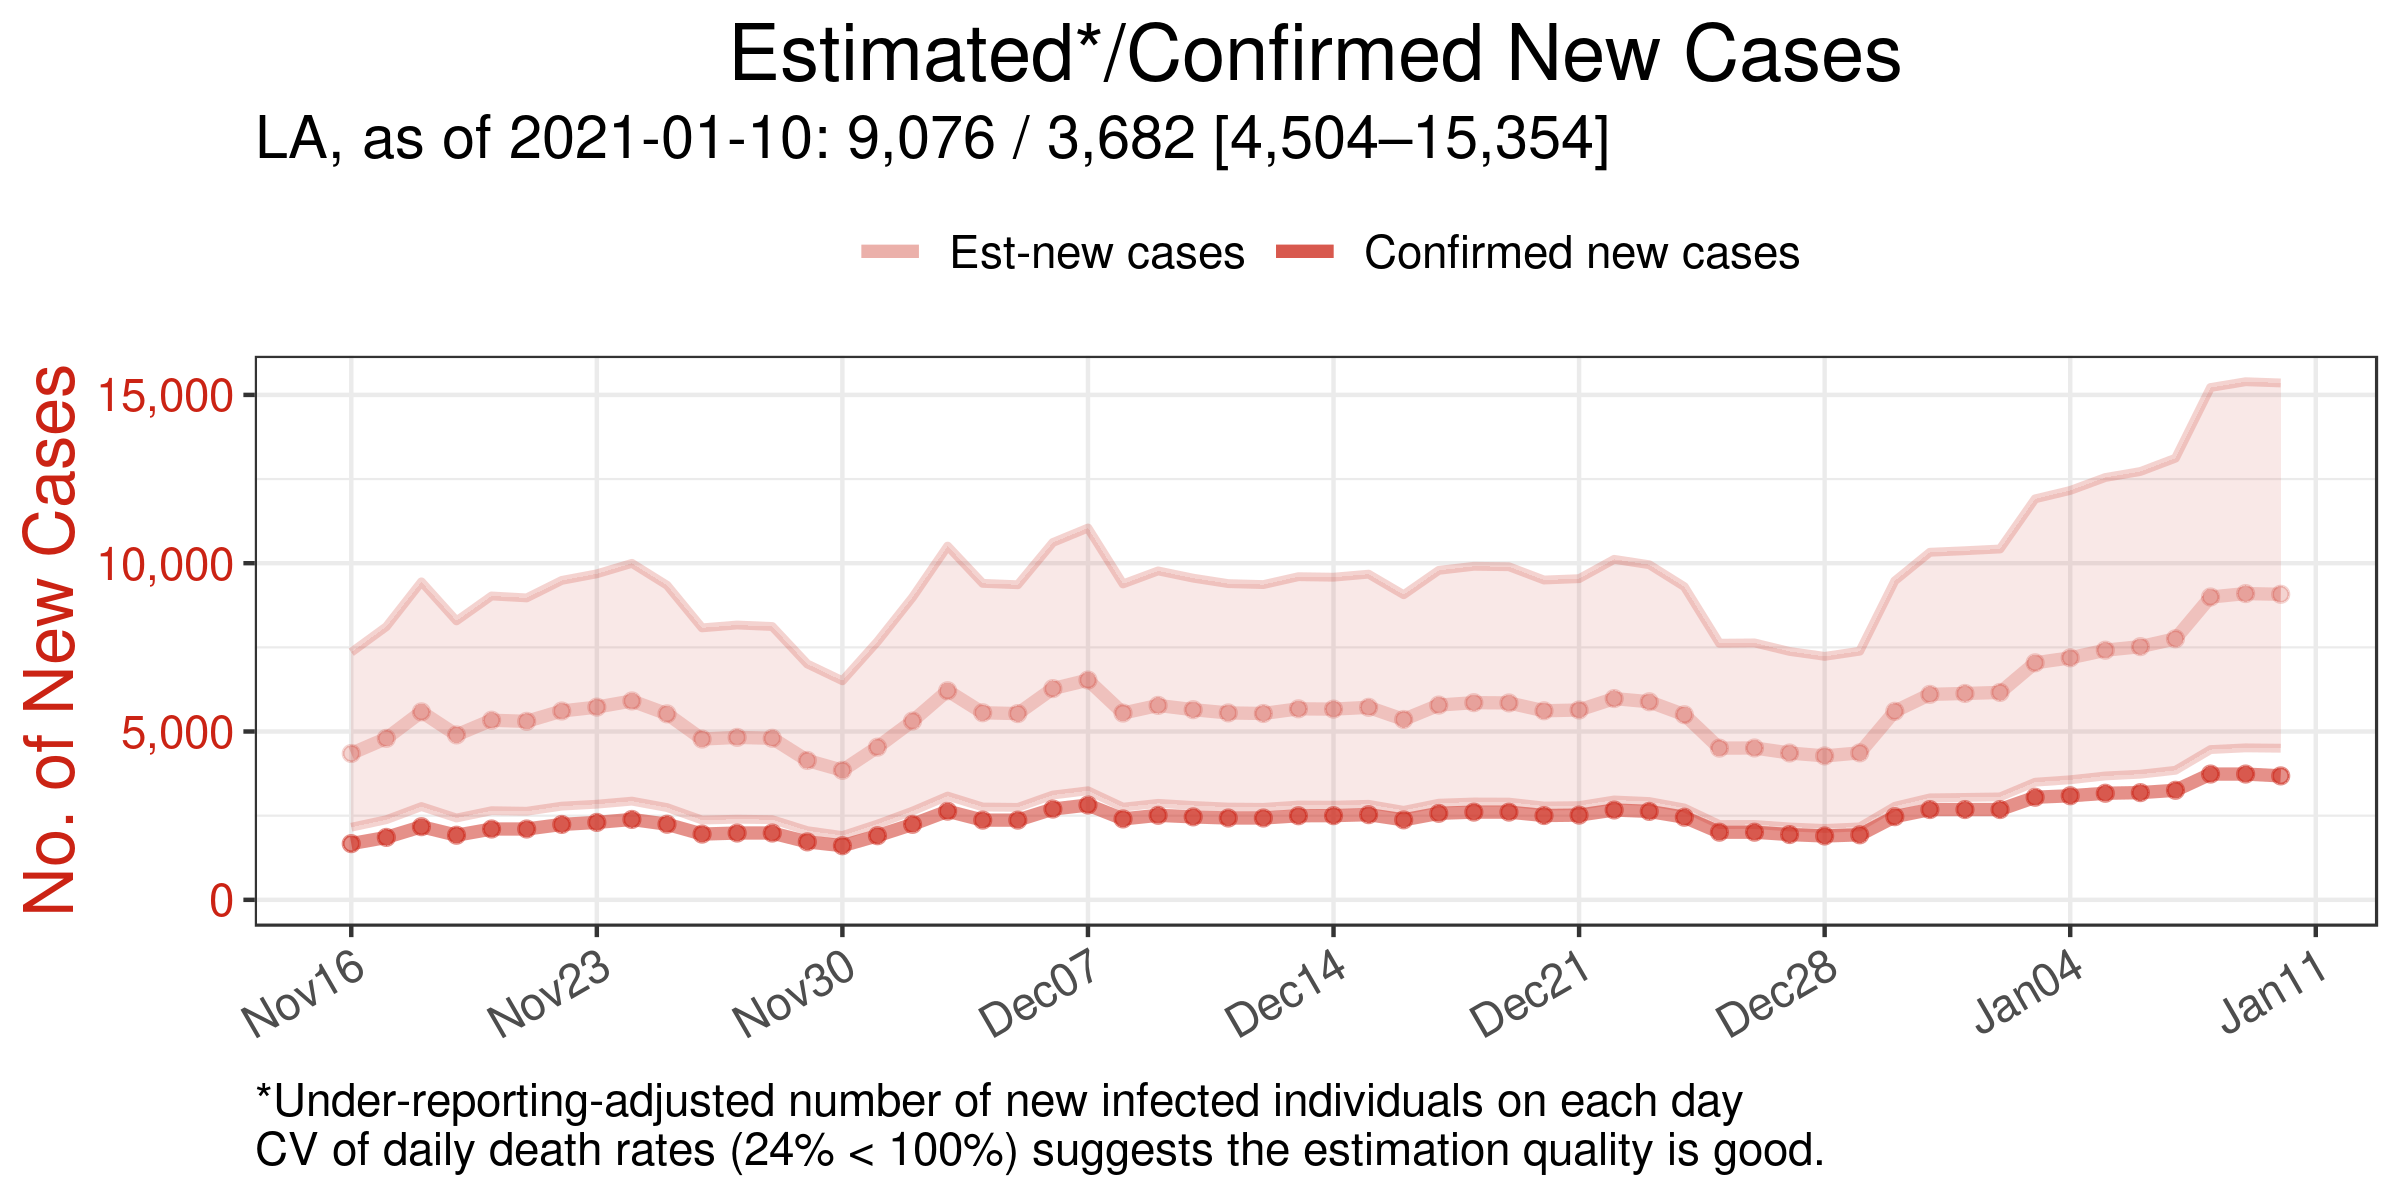 Estimated*/Confirmed New Cases
LA, as of 2021-01-10: 9,076 / 3,682 [4,504–15,354]
Est-new cases
Confirmed new cases
No. of New Cases
15,000
10,000
5,000
0
Nov16
Nov23
Nov30
Dec07
Dec14
Dec21
Dec28
Jan04
Jan11
*Under-reporting-adjusted number of new infected individuals on each day
CV of daily death rates (24% < 100%) suggests the estimation quality is good.